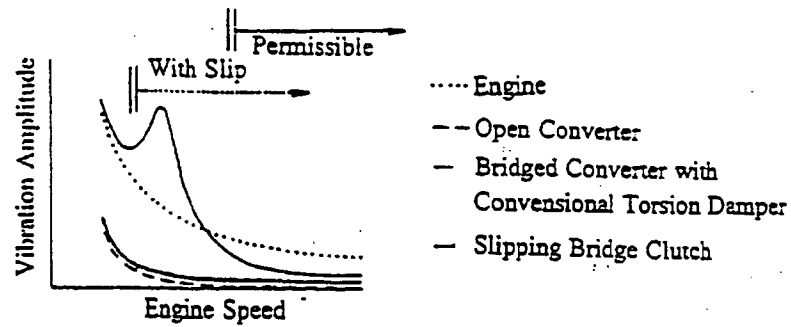 Permissible
With Slip
Vibration Amplitude
Engine Speed
Engine
Open Converter
Bridged Converter with
Convensional Torsion Damper
Slipping Bridge Clutch